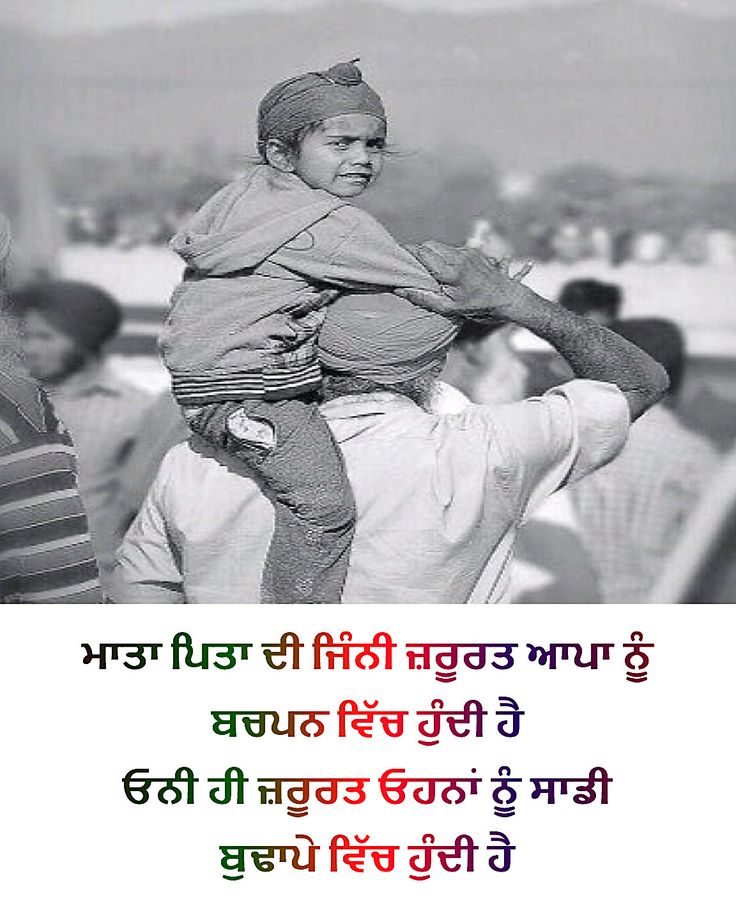 ਮਾਤਾ ਪਿਤਾ ਦੀ ਜਿੰਨੀ ਜ਼ਰੂਰਤ ਆਪਾ ਨੂੰ
ਬਚਪਨ ਵਿੱਚ ਹੁੰਦੀ ਹੈ
ਓਨੀ ਹੀ ਜ਼ਰੂਰਤ ਓਹਨਾਂ ਨੂੰ ਸਾਡੀ
ਬੁਢਾਪੇ ਵਿੱਚ ਹੁੰਦੀ ਹੈ